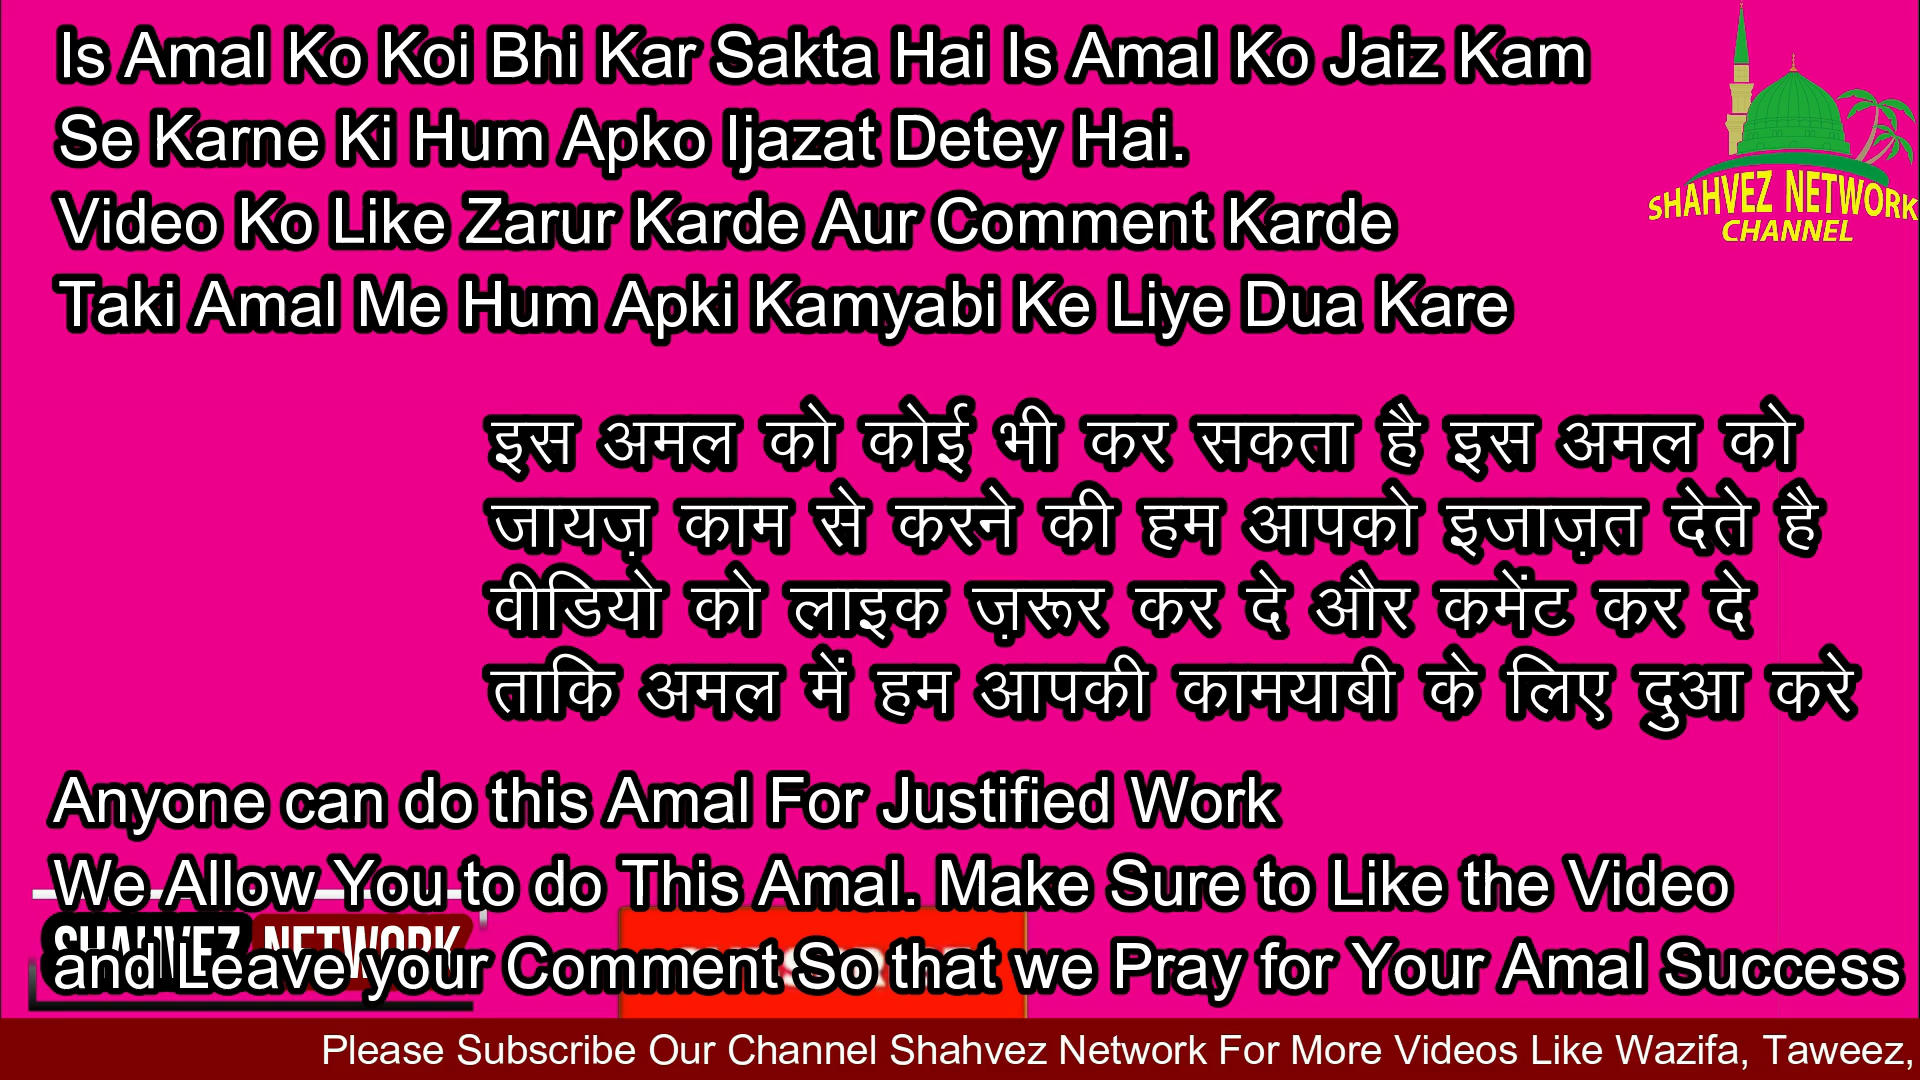 Is Amal Ko Koi Bhi Kar Sakta Hai Is Amal Ko Jaiz Kam
Se Karne Ki Hum Apko Ijazat Detey Hai.
Video Ko Like Zarur Karde Aur Comment Karde
Taki Amal Me Hum Apki Kamyabi Ke Liye Dua Kare
SHAHVEZ NETWORK
CHANNEL
इस अमल को कोई भी कर सकता है इस अमल को
जायज़ काम से करने की हम आपको इजाज़त देते है
वीडियो को लाइक ज़रूर कर दे और कमेंट कर दे
ताकि अमल में हम आपकी कामयाबी के लिए दुआ करे
Anyone can do this Amal For Justified Work
We Allow You to do This Amal. Make Sure to Like the Video
and Leave your Comment So that we Pray for Your Amal Success
SHAHVEZ NETWORK
Please Subscribe Our Channel Shahvez Network For More Videos Like Wazifa, Taweez,